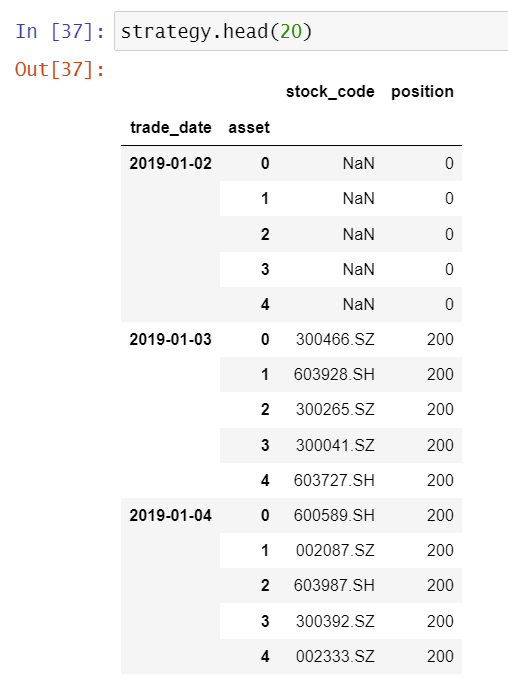 In [37]: strategy.head(20)
Out[37]:
stock_code position
trade_date asset
2019-01-02 0 NaN 0
1 NaN 0
2 NaN 0
3 NaN 0
4 NaN 0
2019-01-03 0 300466.SZ 200
1 603928.SH 200
2 300265.SZ 200
3 300041.SZ 200
4 603727.SH 200
2019-01-04 0 600589.SH 200
1 002087.SZ 200
2 603987.SH 200
3 300392.SZ 200
4 002333.SZ 200